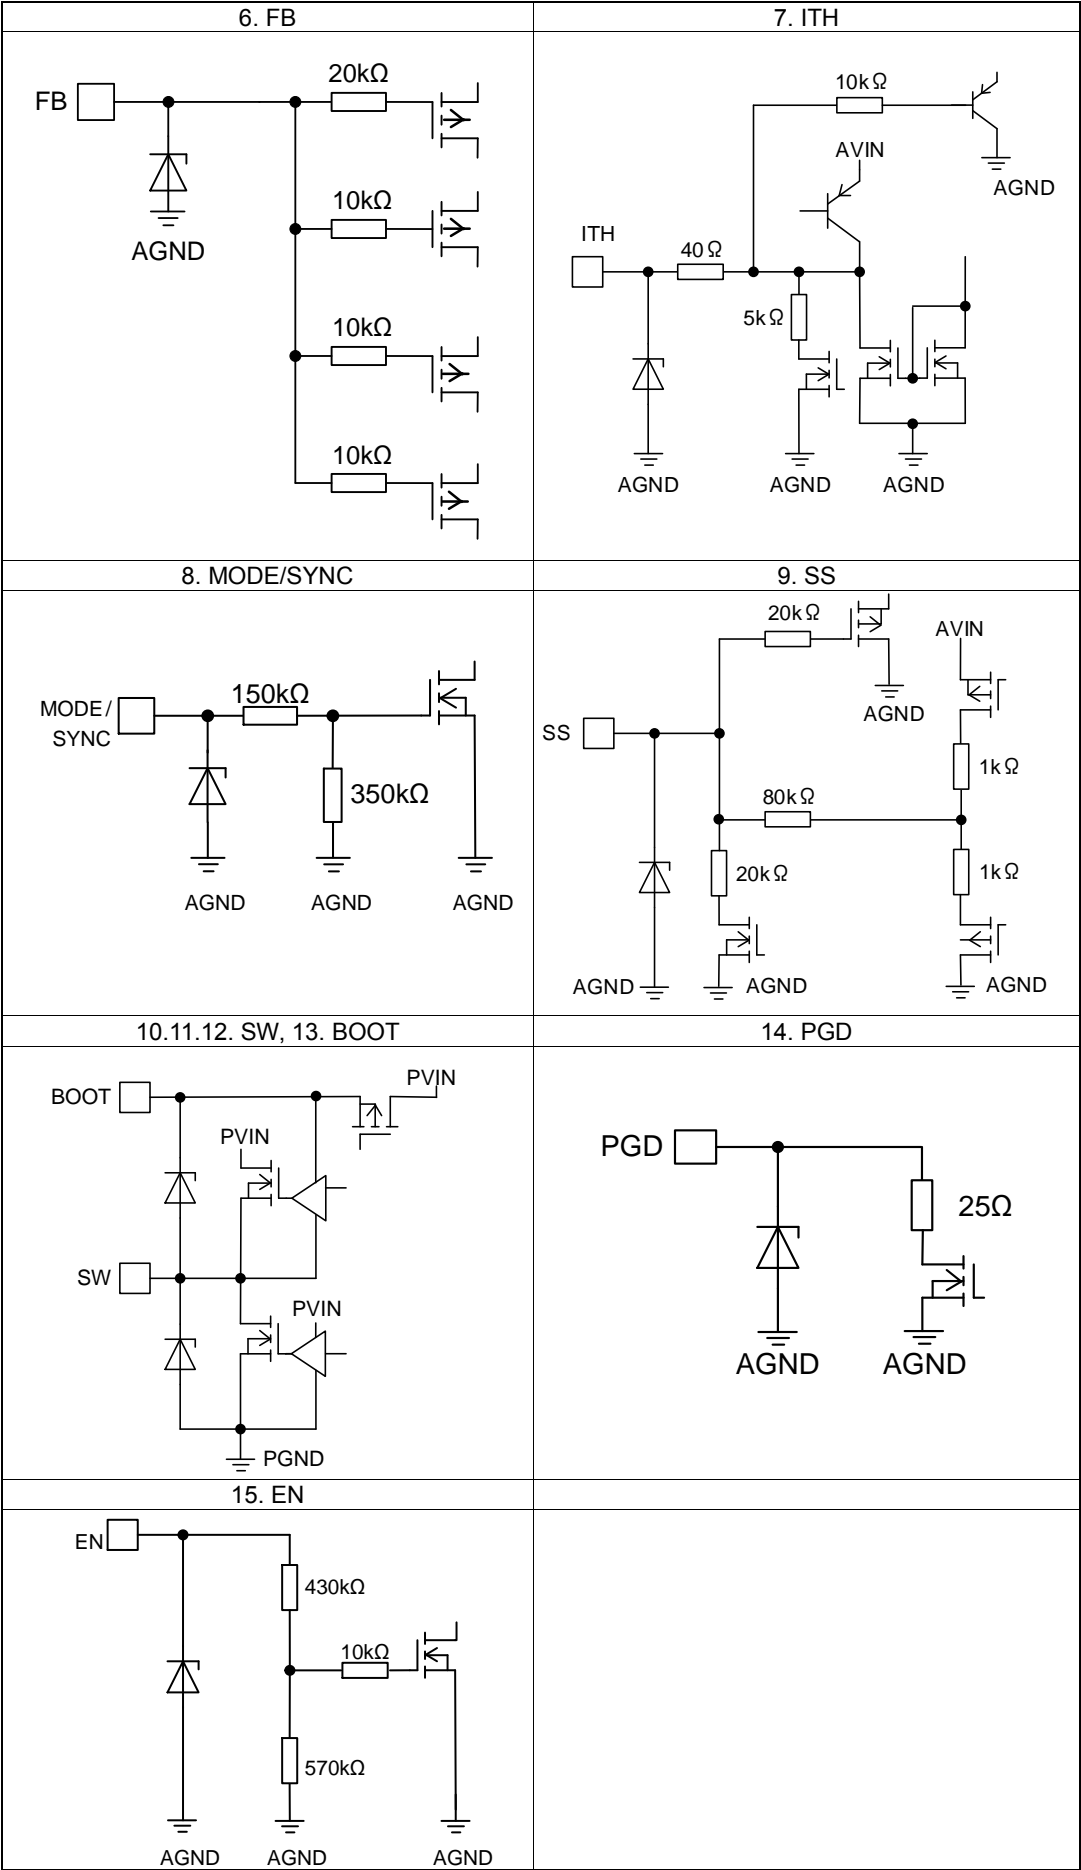 6. FB
7. ITH
FB
20kΩ
10kΩ
10kΩ
10kΩ
AGND
10kΩ
AVIN
AGND
ITH
40Ω
5kΩ
AGND
AGND
AGND
8. MODE/SYNC
9. SS
MODE/
SYNC
150kΩ
350kΩ
AGND
AGND
AGND
20kΩ
AVIN
AGND
SS
1kΩ
80kΩ
20kΩ
1kΩ
AGND
AGND
AGND
10.11.12. SW, 13. BOOT
14. PGD
BOOT
PVIN
PVIN
SW
PVIN
PGND
PGD
25Ω
AGND
AGND
15. EN
EN
430kΩ
10kΩ
570kΩ
AGND
AGND
AGND